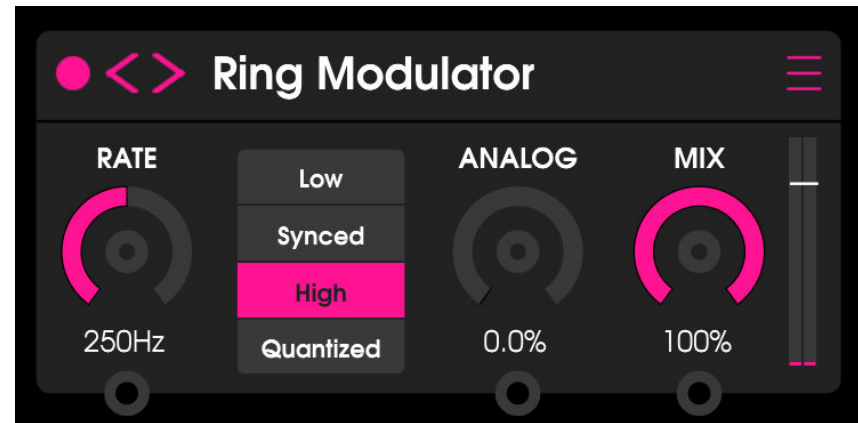 Ring Modulator
RATE
ANALOG
MIX
Low
Synced
High
Quantized
250Hz
0.0%
100%